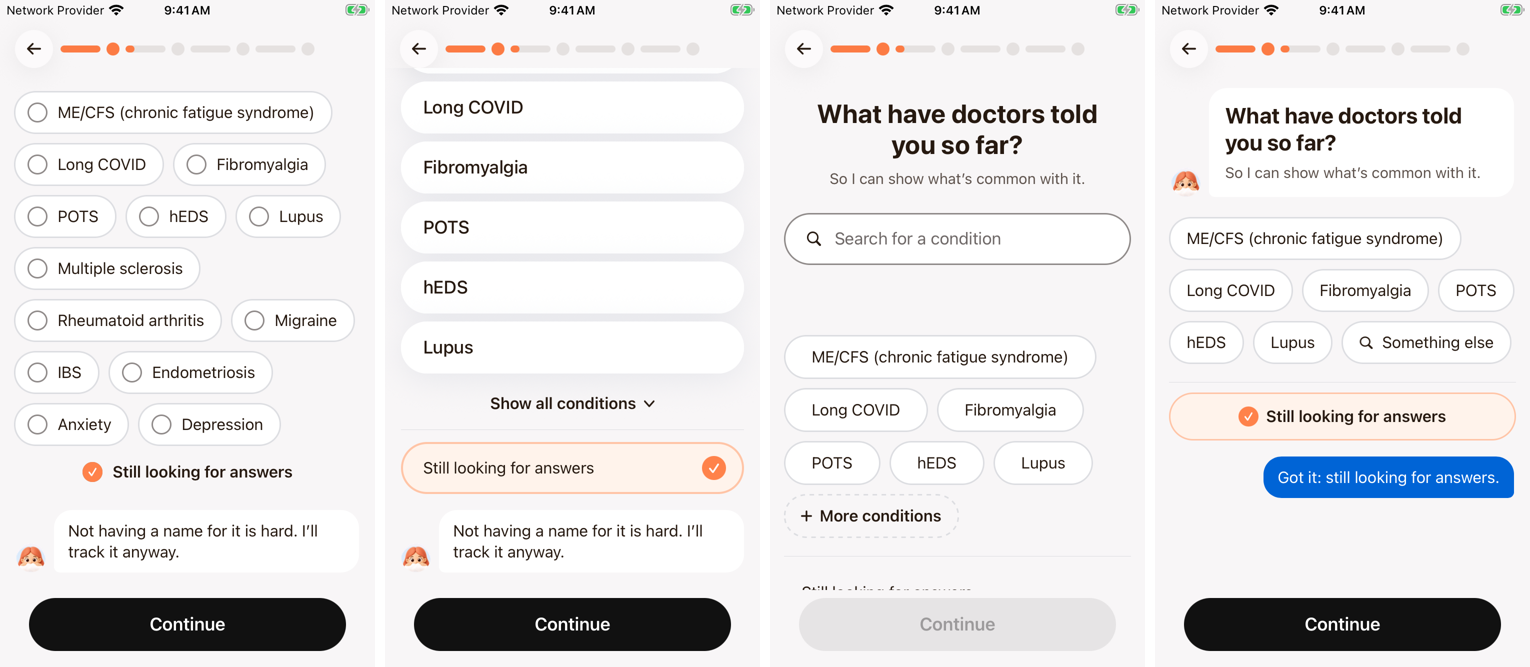 Network Provider 9:41 AM
ME/CFS (chronic fatigue syndrome)
Long COVID
Fibromyalgia
POTS
hEDS
Lupus
Multiple sclerosis
Rheumatoid arthritis
Migraine
IBS
Endometriosis
Anxiety
Depression
Still looking for answers
Not having a name for it is hard. I’ll
track it anyway.
Continue
Network Provider 9:41 AM
Long COVID
Fibromyalgia
POTS
hEDS
Lupus
Show all conditions
Still looking for answers
Not having a name for it is hard. I’ll
track it anyway.
Continue
Network Provider 9:41 AM
What have doctors told
you so far?
So I can show what’s common with it.
Search for a condition
ME/CFS (chronic fatigue syndrome)
Long COVID
Fibromyalgia
POTS
hEDS
Lupus
+ More conditions
Still looking for answers
Continue
Network Provider 9:41 AM
What have doctors told
you so far?
So I can show what’s common with it.
ME/CFS (chronic fatigue syndrome)
Long COVID
Fibromyalgia
POTS
hEDS
Lupus
Something else
Still looking for answers
Got it: still looking for answers.
Continue